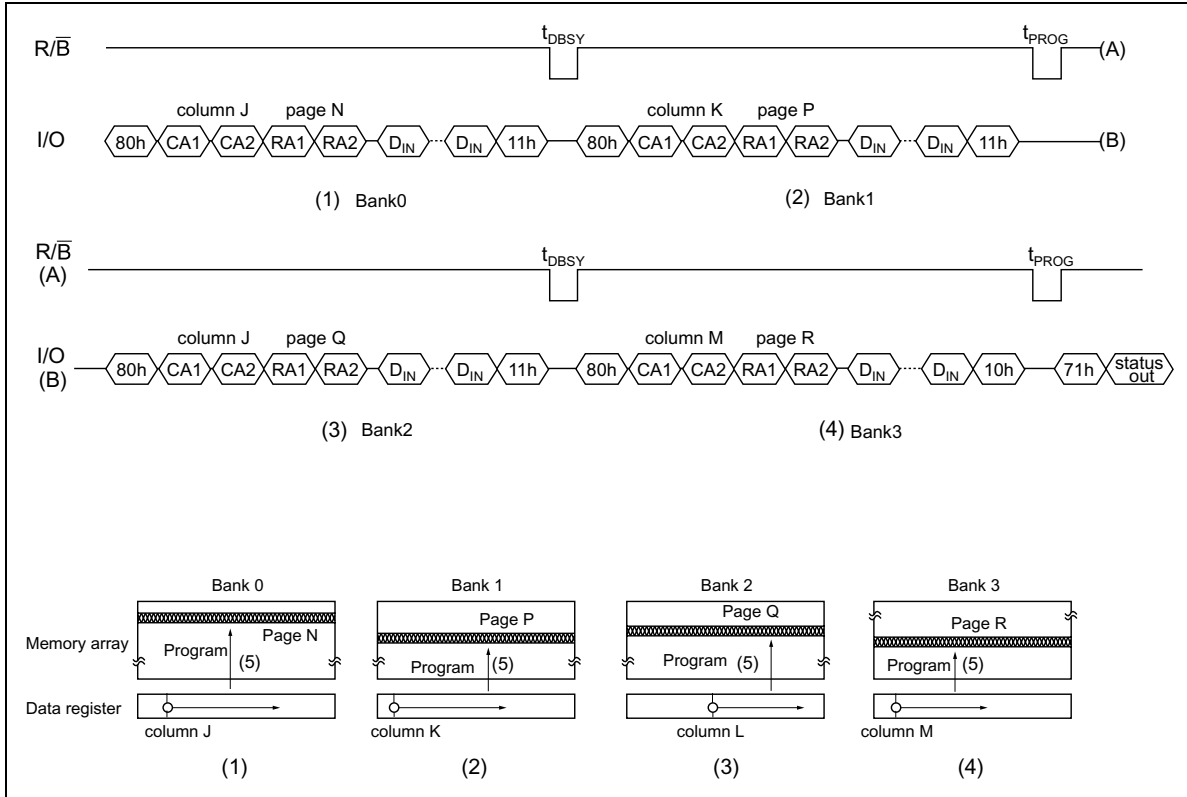 tDBSY tPROG
R/B (A)
column J page N column K page P
I/O 80h CA1 CA2 RA1 RA2 DIN DIN 11h 80h CA1 CA2 RA1 RA2 DIN DIN 11h (B)
(1) Bank0 (2) Bank1
R/B
(A)
tDBSY tPROG
column J page Q column M page R
I/O
(B)
80h CA1 CA2 RA1 RA2 DIN DIN 11h 80h CA1 CA2 RA1 RA2 DIN DIN 10h 71h status out
(3) Bank2 (4) Bank3
Bank 0 Bank 1 Bank 2 Bank 3
Page N Page P Page Q Page R
Memory array
Program (5) Program (5) Program (5) Program (5)
Data register
column J column K column L column M
(1) (2) (3) (4)